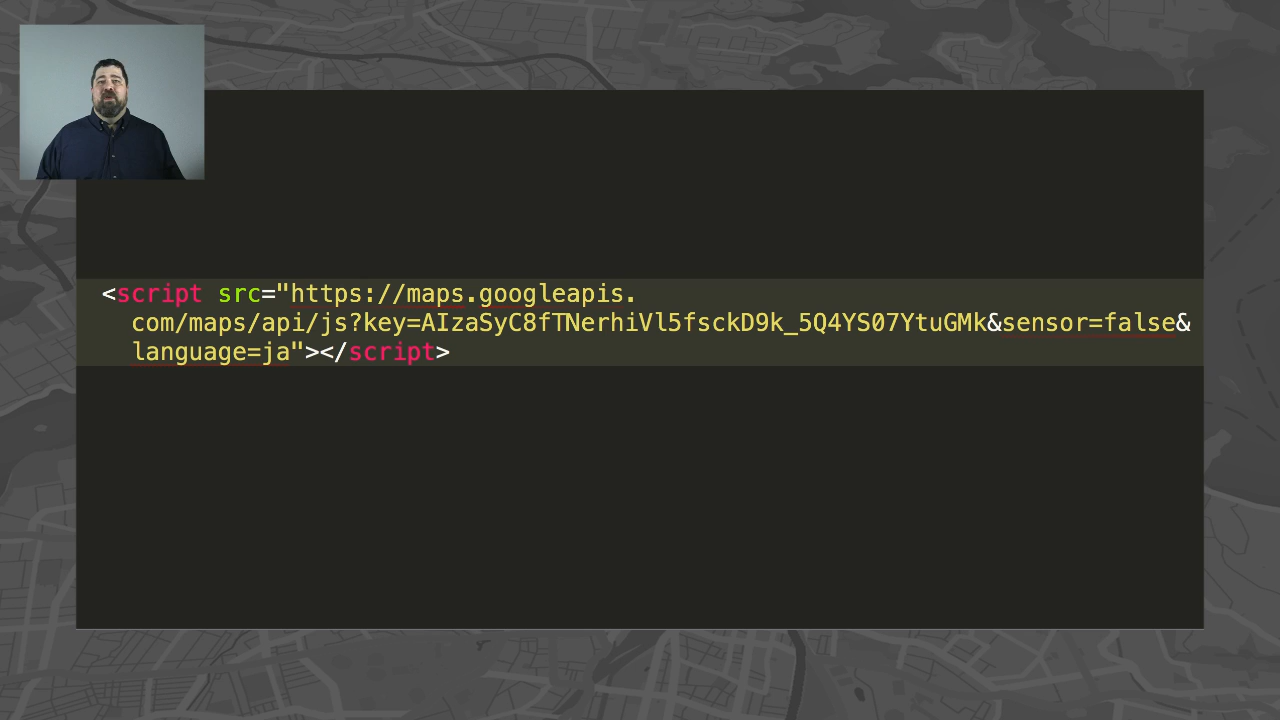 <script src="https://maps.googleapis.
com/maps/api/js?key=AIzaSyC8fTNerhiVl5fsckD9k_5Q4YS07YtuGMk&sensor=false&
language=ja"></script>